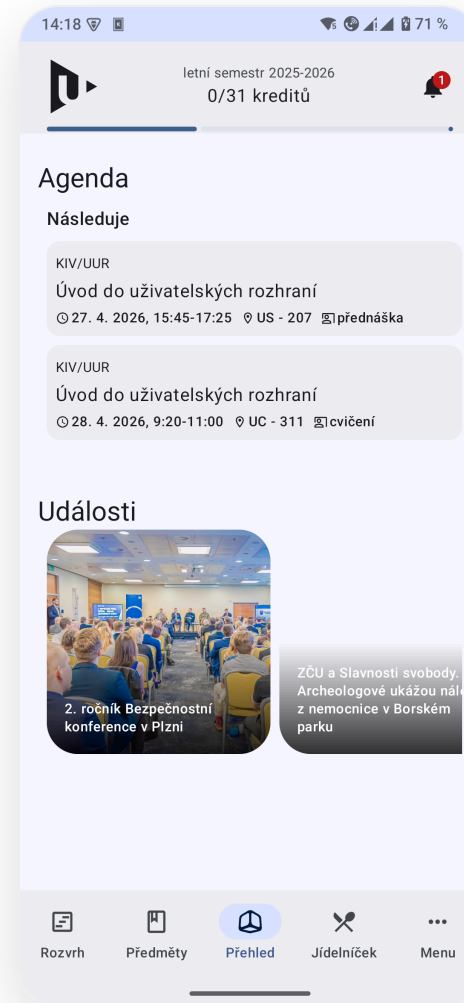 14:18
71 %
letní semestr 2025-2026
0/31 kreditů
1
Agenda
Následuje
KIV/UUR
Úvod do uživatelských rozhraní
27. 4. 2026, 15:45-17:25 US - 207 přednáška
KIV/UUR
Úvod do uživatelských rozhraní
28. 4. 2026, 9:20-11:00 UC - 311 cvičení
Události
2. ročník Bezpečnostní
konference v Plzni
ZČU a Slavnosti svobody.
Archeologové ukážou
z nemocnice v Borském
parku
Rozvrh
Předměty
Přehled
Jídelníček
Menu